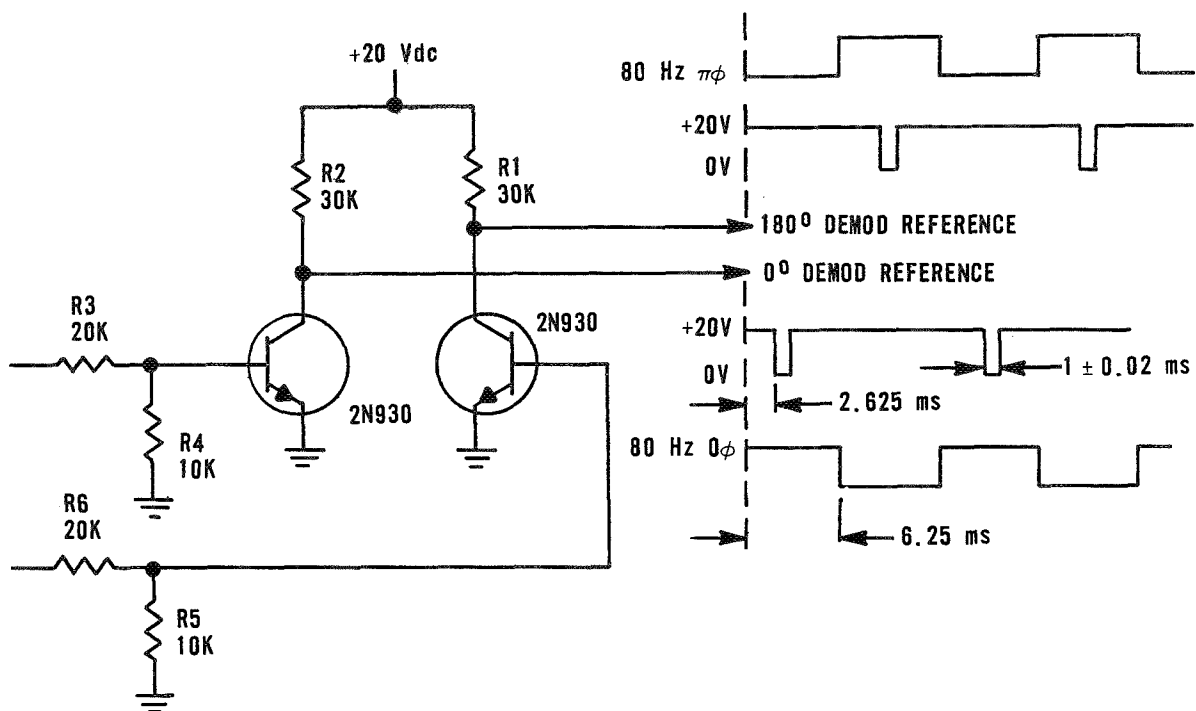 +20 Vdc
R2
30K
R1
30K
R3
20K
2N930
2N930
R4
10K
R6
20K
R5
10K
80 Hz πϕ
+20V
0V
180⁰ DEMOD REFERENCE
0⁰ DEMOD REFERENCE
+20V
0V
1 ± 0.02 ms
2.625 ms
80 Hz 0ϕ
6.25 ms